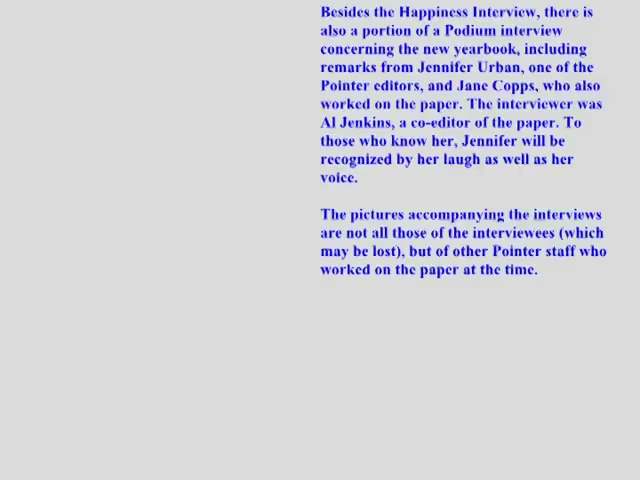 Besides the Happiness Interview, there is
also a portion of a Podium interview
concerning the new yearbook, including
remarks from Jennifer Urban, one of the
Pointer editors, and Jane Copps, who also
worked on the paper. The interviewer was
Al Jenkins, a co-editor of the paper. To
those who know her, Jennifer will be
recognized by her laugh as well as her
voice.
The pictures accompanying the interviews
are not all those of the interviewees (which
may be lost), but of other Pointer staff who
worked on the paper at the time.